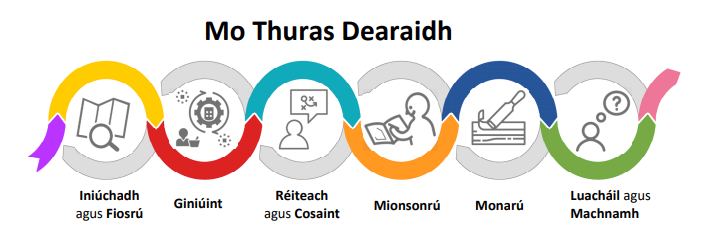 Mo Thuras Dearaidh
Iniúchadh
agus Fiosrú
Giniúint
Réiteach
agus Cosaint
Mionsonrú
Monarú
Luacháil agus
Machnamh